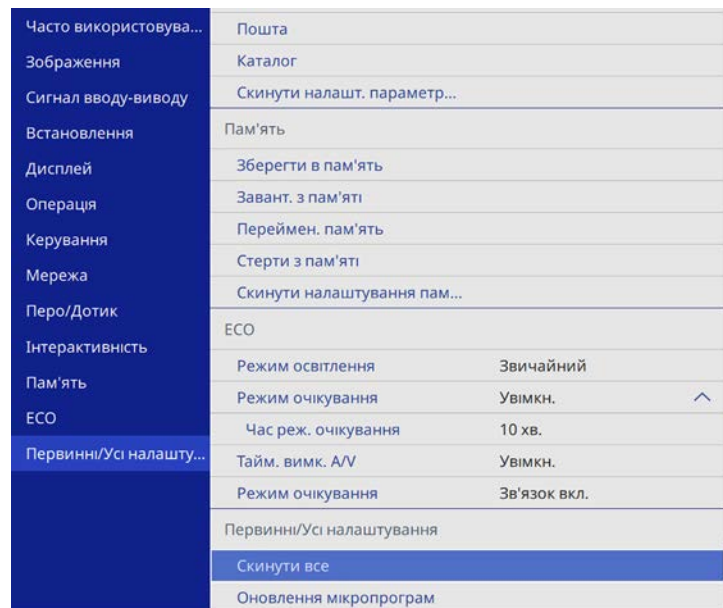 Часто використовува...
Зображення
Сигнал вводу-виводу
Встановлення
Дисплей
Операція
Керування
Мережа
Перо/Дотик
Інтерактивність
Пам'ять
ECO
Первинні/Усі налашту...
Пошта
Каталог
Скинути налашт. параметр...
Пам'ять
Зберегти в пам'ять
Завант. з пам'яті
Переймен. пам'ять
Стерти з пам'яті
Скинути налаштування пам...
ECO
Режим освітлення Звичайний
Режим очікування Увімкн.
Час реж. очікування 10 хв.
Тайм. вимк. A/V Увімкн.
Режим очікування Зв'язок вкл.
Первинні/Усі налаштування
Скинути все
Оновлення мікропрограм